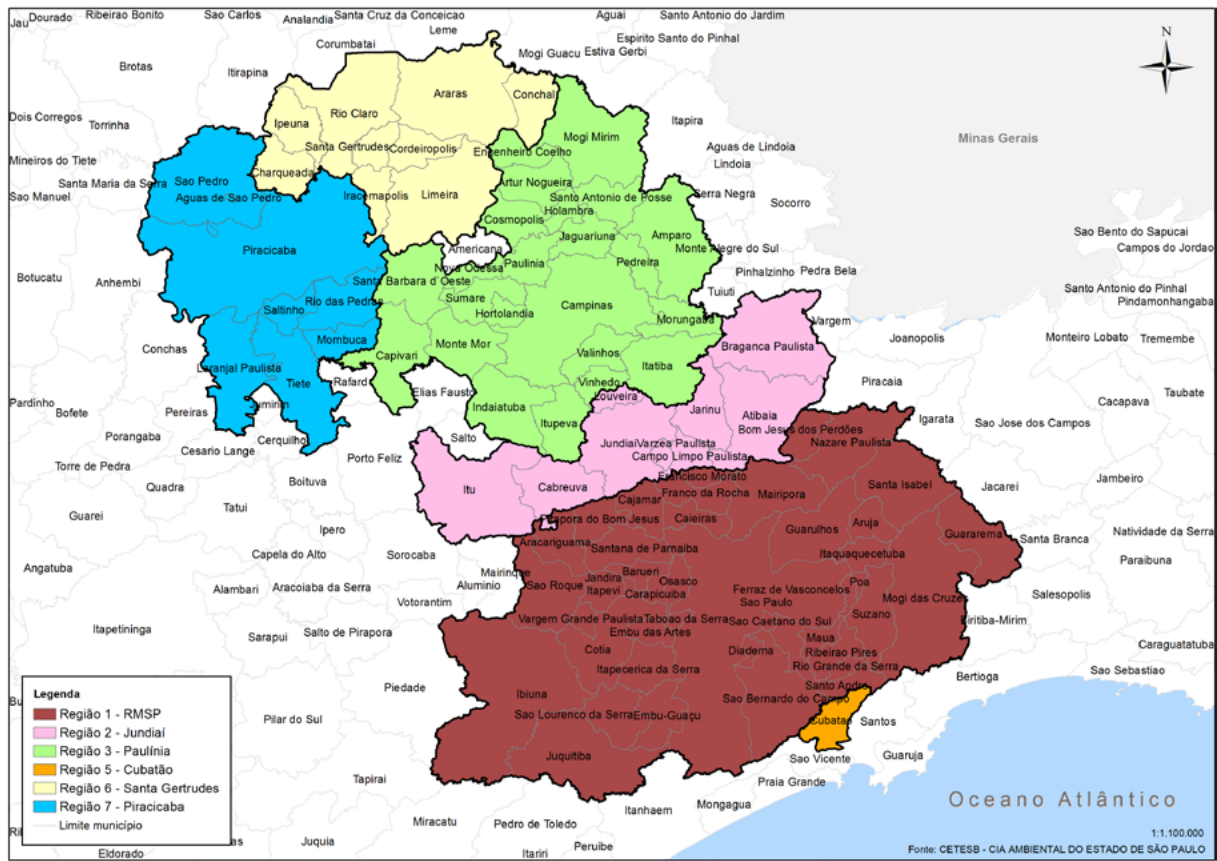 Jau
Dourado
Ribeirao Bonito
Sao Carlos
Analandia
Santa Cruz da Conceicao
Leme
Aguai
Santo Antonio do Jardim
Corumbatai
Mogi Guacu
Estiva Gerbi
Espirito Santo do Pinhal
Brotas
Itirapina
N
Araras
Conchal
Dois Corregos
Torrinha
Ipeuna
Rio Claro
Mogi Mirim
Itapira
Minas Gerais
Mineiros do Tiete
Santa Gertrudes
Cordeiropolis
Engenheiro Coelho
Aguas de Lindoia
Lindoia
Santa Maria da Serra
Sao Pedro
Charqueada
Artur Nogueira
Sao Manuel
Aguas de Sao Pedro
Iracemapolis
Limeira
Santo Antonio de Posse
Serra Negra
Socorro
Holambra
Cosmopolis
Piracicaba
Americana
Jaguariuna
Amparo
Monte Alegre do Sul
Sao Bento do Sapucai
Campos do Jordao
Botucatu
Anhembi
Nova Odessa
Paulinia
Pedreira
Pinhalzinho
Pedra Bela
Santa Barbara d'Oeste
Tuiuti
Santo Antonio do Pinhal
Pindamonhangaba
Saltinho
Rio das Pedras
Sumare
Hortolandia
Campinas
Morungaba
Vargem
Conchas
Mombuca
Monte Mor
Joanopolis
Monteiro Lobato
Tremembe
Capivari
Valinhos
Braganca Paulista
Laranjal Paulista
Tiete
Rafard
Elias Fausto
Vinhedo
Itatiba
Piracaia
Taubate
Pardinho
Bofete
Pereiras
Jumirim
Indaiatuba
Louveira
Jarinu
Atibaia
Cacapava
Itupeva
Bom Jesus dos Perdões
Igarata
Sao Jose dos Campos
Porangaba
Cesario Lange
Cerquilho
Salto
Jundiai
Varzea Paulista
Nazare Paulista
Torre de Pedra
Porto Feliz
Campo Limpo Paulista
Quadra
Boituva
Itu
Cabreuva
Francisco Morato
Santa Isabel
Jacarei
Jambeiro
Guarei
Tatui
Cajamar
Franco da Rocha
Mairipora
Ipero
Pirapora do Bom Jesus
Caieiras
Guarulhos
Aruja
Guararema
Santa Branca
Natividade da Serra
Angatuba
Capela do Alto
Sorocaba
Aracariguama
Santana de Parnaiba
Itaquaquecetuba
Paraibuna
Mairinque
Aluminio
Sao Roque
Jandira
Barueri
Osasco
Poa
Alambari
Aracoiaba da Serra
Itapevi
Carapicuiba
Ferraz de Vasconcelos
Mogi das Cruzes
Salesopolis
Votorantim
Sao Paulo
Suzano
Itapetininga
Sarapui
Salto de Pirapora
Vargem Grande Paulista
Taboao da Serra
Sao Caetano do Sul
Biritiba-Mirim
Embu das Artes
Maua
Caraguatatuba
Cotia
Diadema
Ribeirao Pires
Itapecerica da Serra
Rio Grande da Serra
Sao Sebastiao
Piedade
Ibiuna
Santo Andre
Bertioga
Sao Bernardo do Campo
Pilar do Sul
Sao Lourenco da Serra
Embu-Guaçu
Cubatao
Santos
Juquitiba
Sao Vicente
Guaruja
Tapirai
Praia Grande
Itanhaem
Mongagua
Miracatu
Pedro de Toledo
Juquia
Itariri
Peruibe
Eldorado
Oceano Atlântico
Legenda
Região 1 - RMSP
Região 2 - Jundiaí
Região 3 - Paulínia
Região 5 - Cubatão
Região 6 - Santa Gertrudes
Região 7 - Piracicaba
Limite município
1:1.100.000
Fonte: CETESB - CIA AMBIENTAL DO ESTADO DE SÃO PAULO